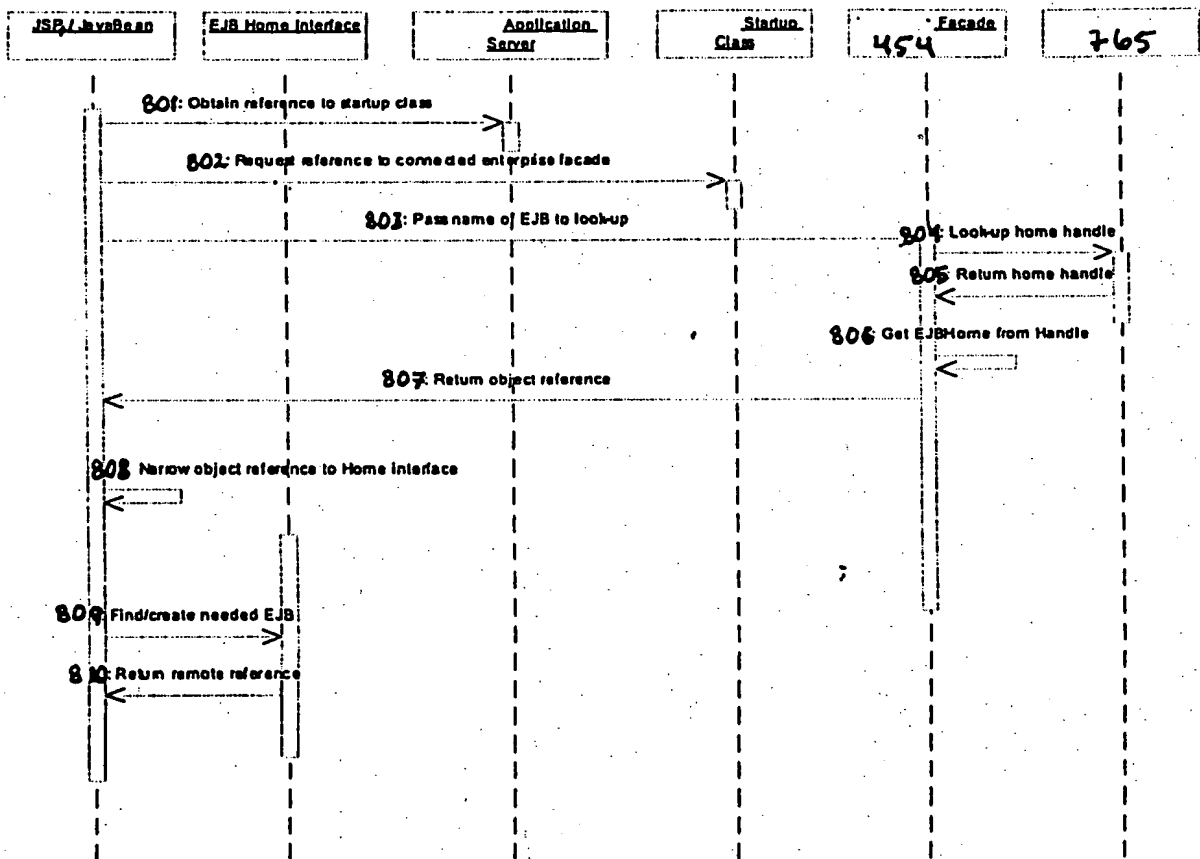 JSP / JavaBean
EJB Home Interface
Application
Server
Startup
Class
Facade
454
765
801: Obtain reference to startup class
802: Request reference to connected enterpise facade
803: Pass name of EJB to look-up
804: Look-up home handle
805: Return home handle
806: Get EJBHome from Handle
807: Return object reference
808 Narrow object reference to Home interface
809: Find/create needed EJB
810: Return remote reference